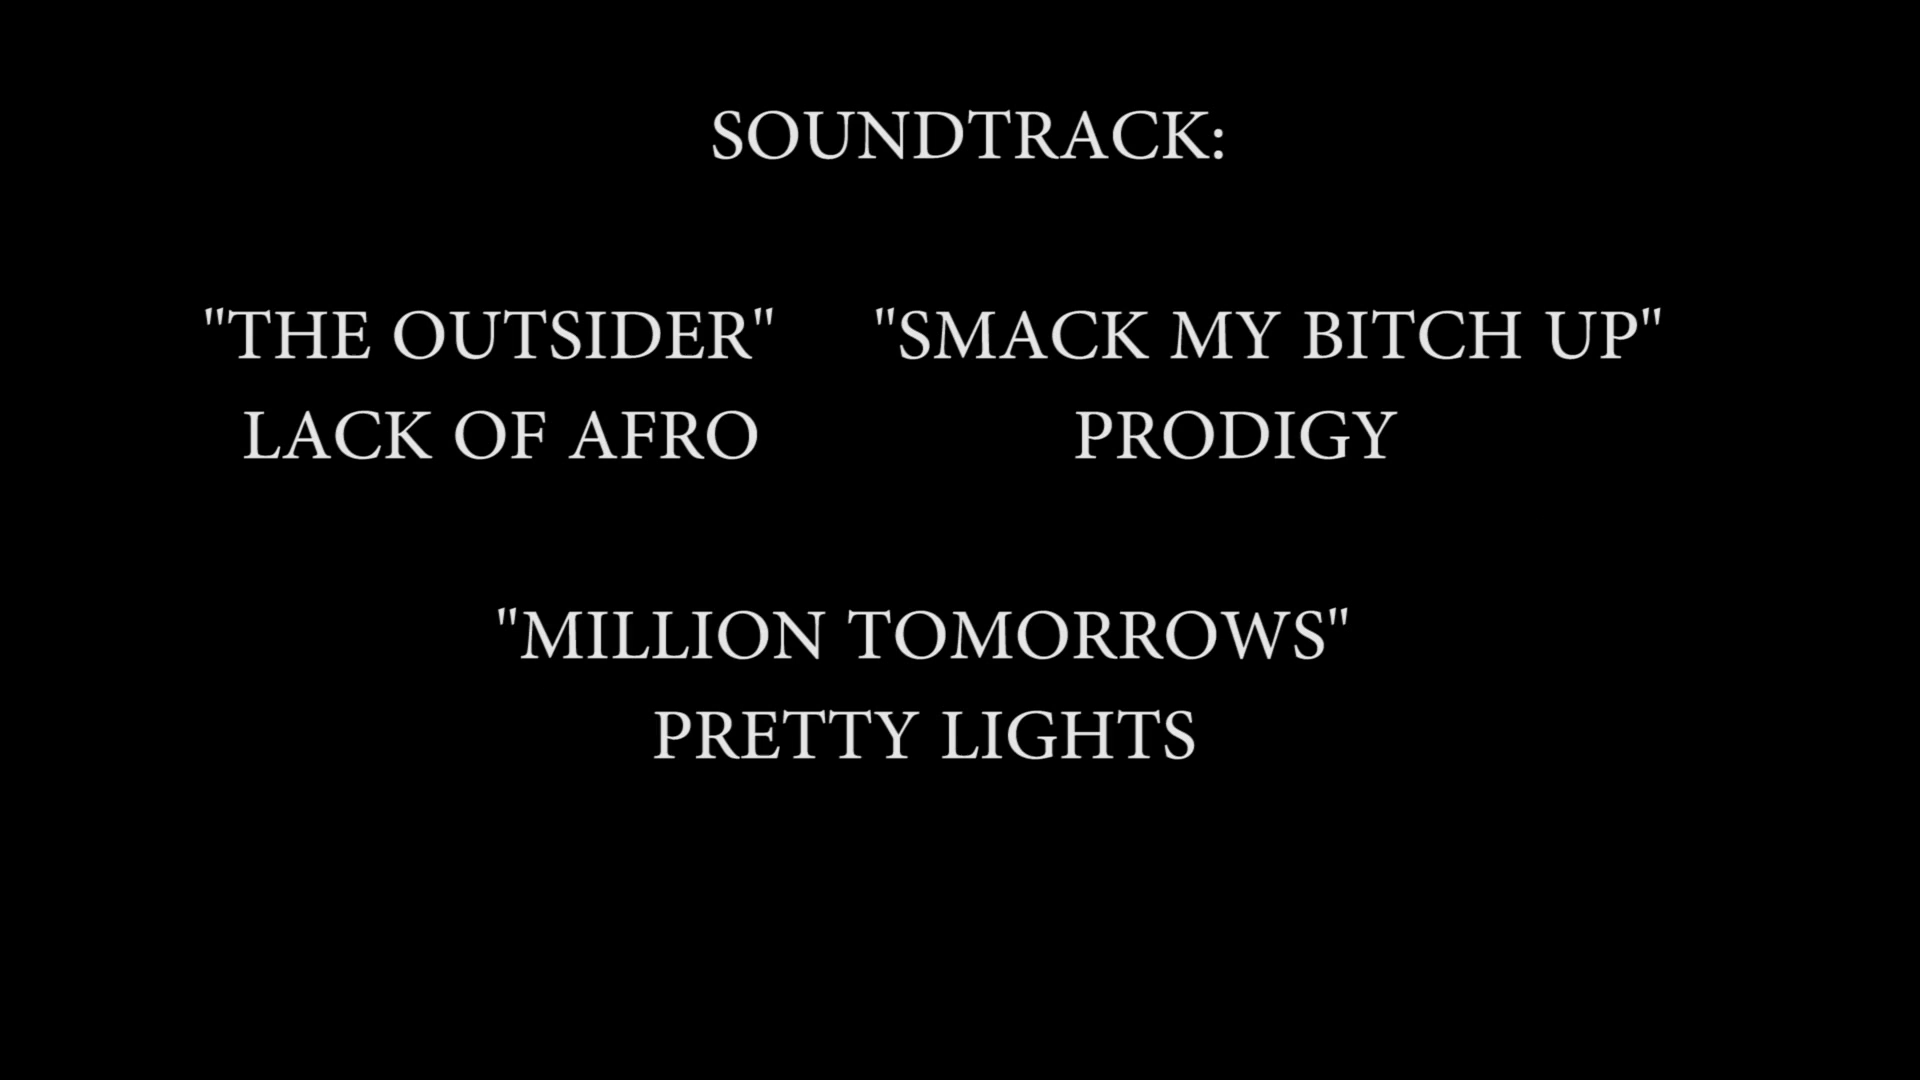 SOUNDTRACK:
"THE OUTSIDER" "SMACK MY BITCH UP"
LACK OF AFRO PRODIGY
"MILLION TOMORROWS"
PRETTY LIGHTS